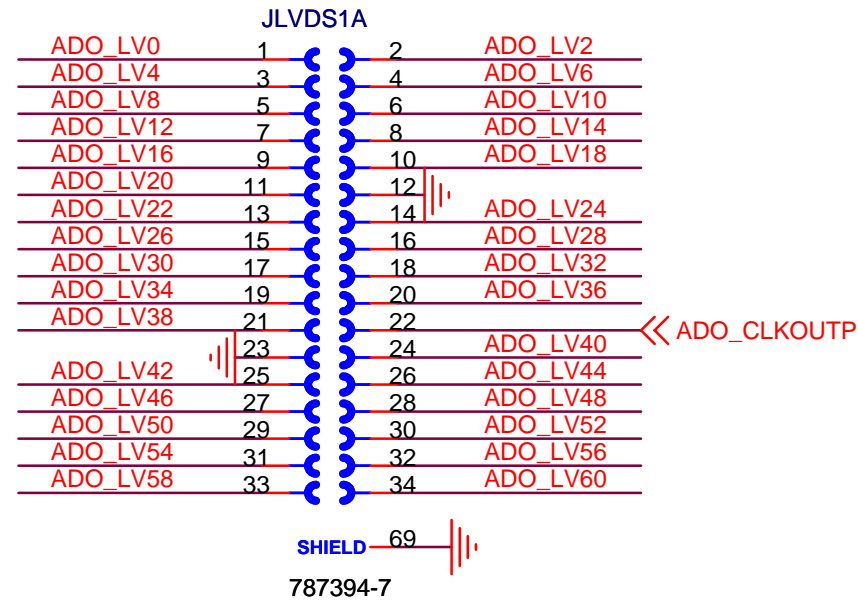 JLVDS1A
ADO_LV0 1 2 ADO_LV2
ADO_LV4 3 4 ADO_LV6
ADO_LV8 5 6 ADO_LV10
ADO_LV12 7 8 ADO_LV14
ADO_LV16 9 10 ADO_LV18
ADO_LV20 11 12
ADO_LV22 13 14 ADO_LV24
ADO_LV26 15 16 ADO_LV28
ADO_LV30 17 18 ADO_LV32
ADO_LV34 19 20 ADO_LV36
ADO_LV38 21 22 ADO_CLKOUTP
23 24 ADO_LV40
ADO_LV42 25 26 ADO_LV44
ADO_LV46 27 28 ADO_LV48
ADO_LV50 29 30 ADO_LV52
ADO_LV54 31 32 ADO_LV56
ADO_LV58 33 34 ADO_LV60
SHIELD 69
787394-7